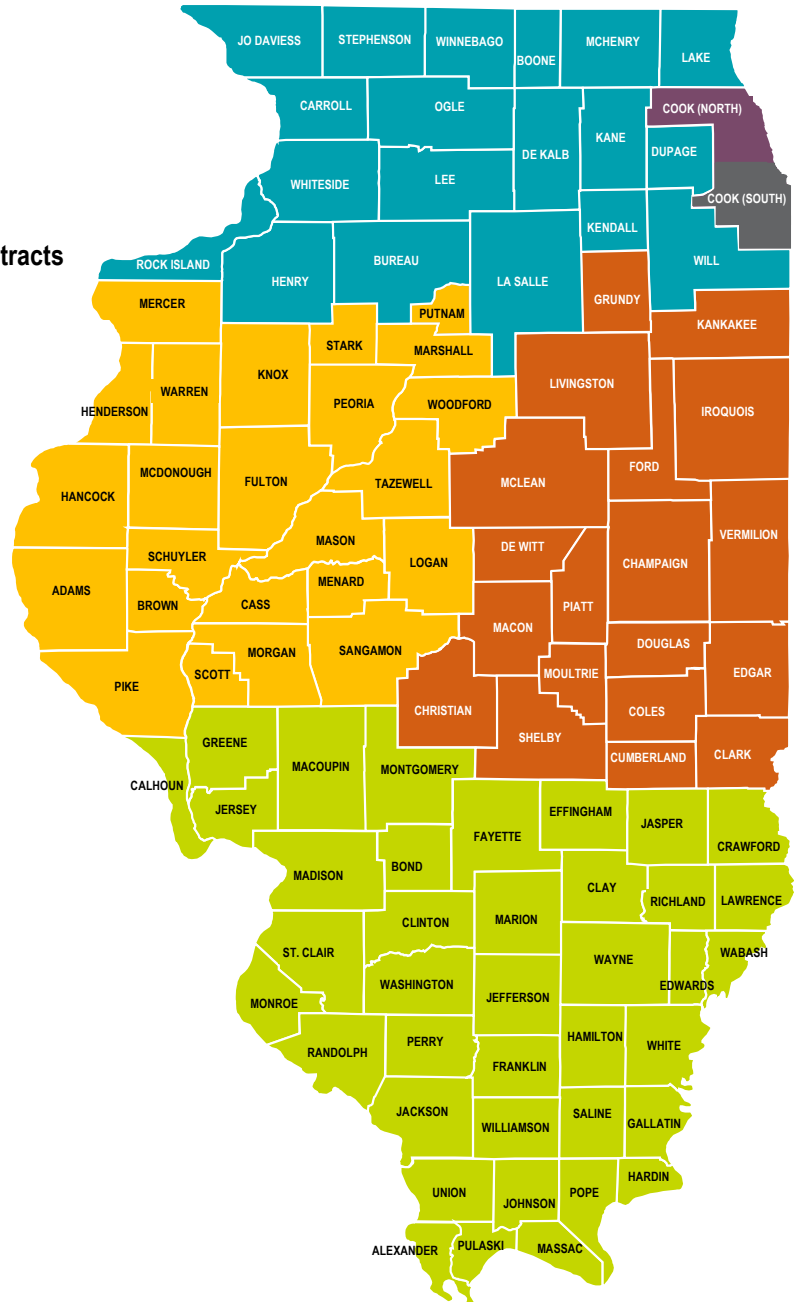 JO DAVIESS
STEPHENSON
WINNEBAGO
BOONE
MCHENRY
LAKE
CARROLL
OGLE
DE KALB
KANE
COOK (NORTH)
DUPAGE
WHITESIDE
LEE
COOK (SOUTH)
KENDALL
tracts
ROCK ISLAND
HENRY
BUREAU
LA SALLE
WILL
MERCER
PUTNAM
GRUNDY
KANKAKEE
STARK
MARSHALL
KNOX
PEORIA
WOODFORD
LIVINGSTON
WARREN
HENDERSON
IROQUOIS
FORD
MCDONOUGH
FULTON
TAZEWELL
MCLEAN
HANCOCK
VERMILION
MASON
DE WITT
SCHUYLER
LOGAN
CHAMPAIGN
MENARD
ADAMS
BROWN
CASS
PIATT
MACON
DOUGLAS
MORGAN
SANGAMON
SCOTT
MOULTRIE
EDGAR
PIKE
CHRISTIAN
COLES
SHELBY
GREENE
CUMBERLAND
CLARK
MACOUPIN
MONTGOMERY
CALHOUN
JERSEY
EFFINGHAM
JASPER
FAYETTE
CRAWFORD
BOND
MADISON
CLAY
RICHLAND
LAWRENCE
CLINTON
MARION
ST. CLAIR
WAYNE
WABASH
WASHINGTON
EDWARDS
JEFFERSON
MONROE
PERRY
HAMILTON
WHITE
RANDOLPH
FRANKLIN
JACKSON
SALINE
WILLIAMSON
GALLATIN
HARDIN
UNION
JOHNSON
POPE
ALEXANDER
PULASKI
MASSAC